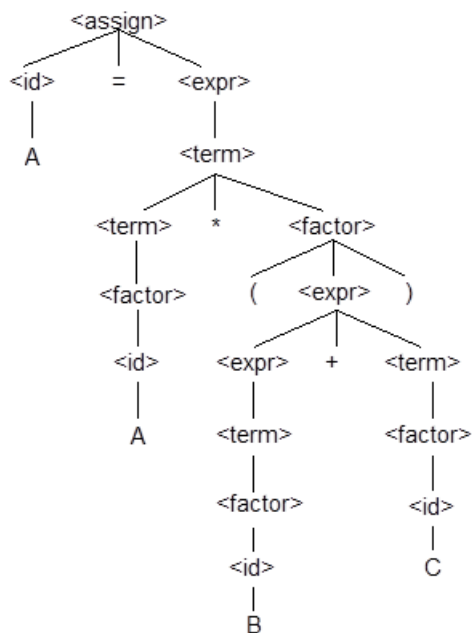 <assign>
<id> = <expr>
A <term>
<term> * <factor>
<factor> ( <expr> )
<id> <expr> + <term>
A <term> <factor>
<factor> <id>
<id> C
B